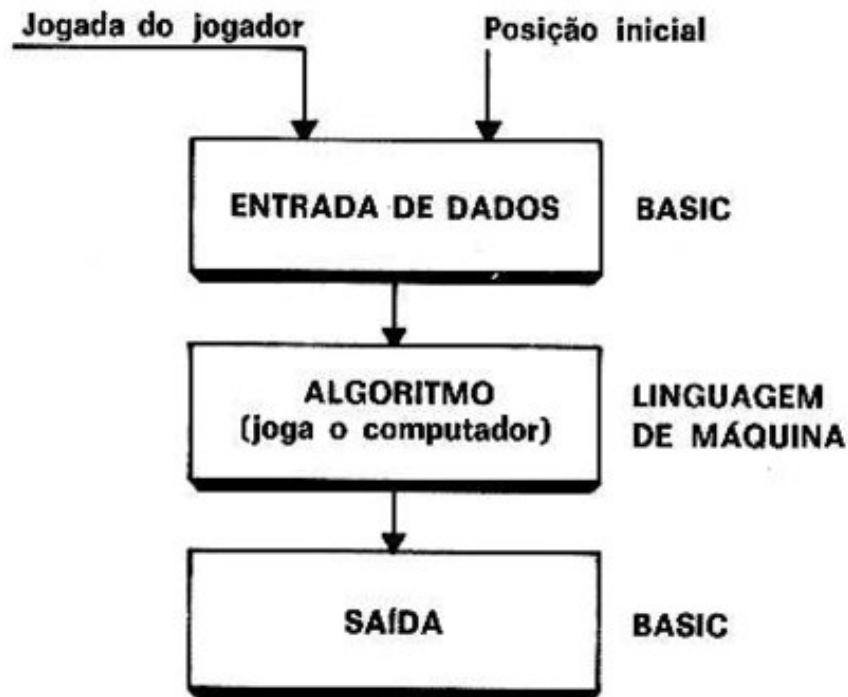 Jogada do jogador
Posição inicial
ENTRADA DE DADOS
BASIC
ALGORITMO
(joga o computador)
LINGUAGEM
DE MÁQUINA
SAÍDA
BASIC